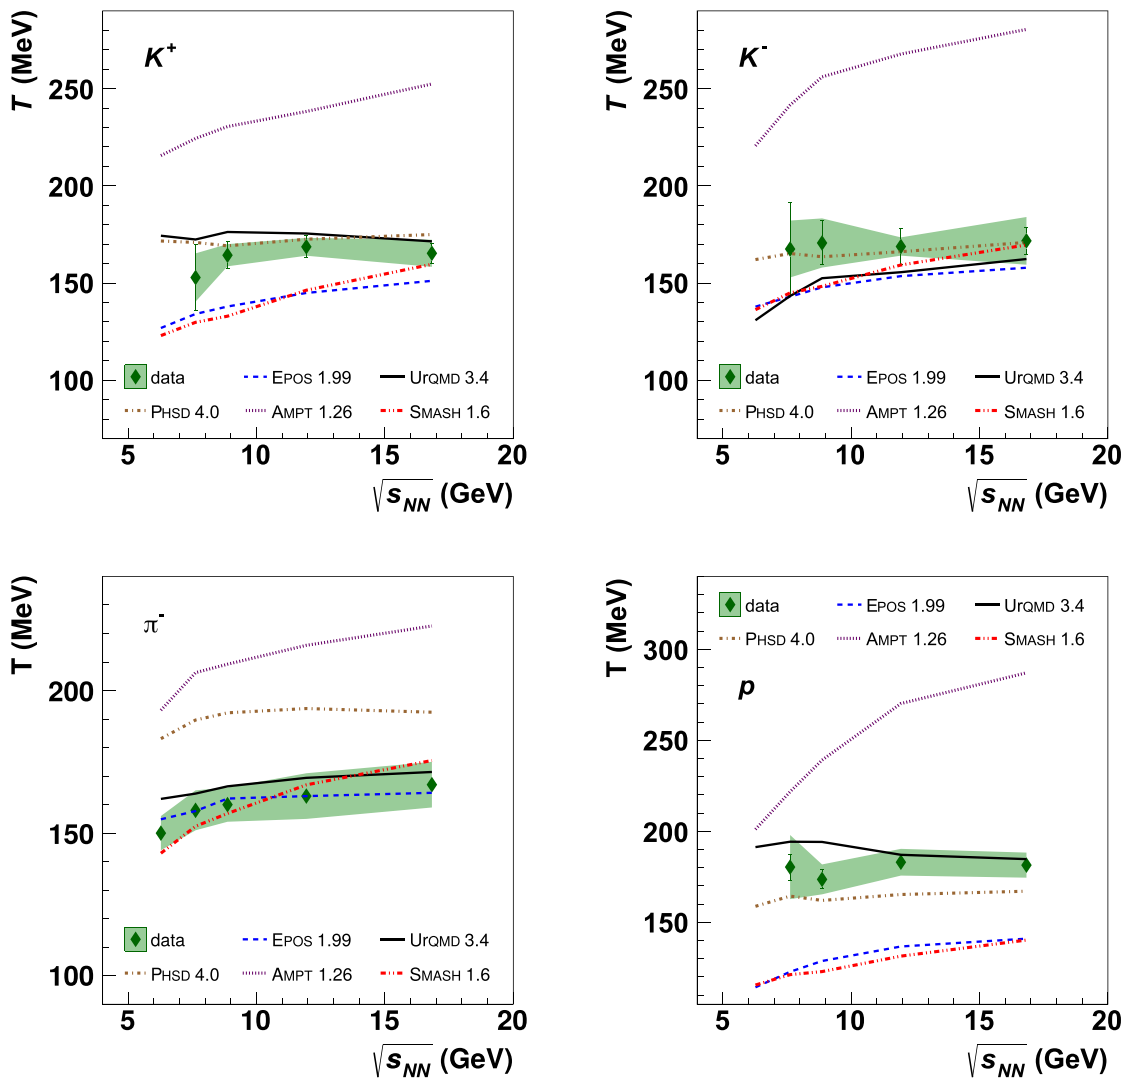 T (MeV)
K+
250
200
150
100
data
EPOS 1.99
URQMD 3.4
PHSD 4.0
AMPT 1.26
SMASH 1.6
5 10 15 20
√sNN (GeV)
T (MeV)
K-
250
200
150
100
data
EPOS 1.99
URQMD 3.4
PHSD 4.0
AMPT 1.26
SMASH 1.6
5 10 15 20
√sNN (GeV)
T (MeV)
π-
200
150
100
data
EPOS 1.99
URQMD 3.4
PHSD 4.0
AMPT 1.26
SMASH 1.6
5 10 15 20
√sNN (GeV)
T (MeV)
data
EPOS 1.99
URQMD 3.4
PHSD 4.0
AMPT 1.26
SMASH 1.6
p
300
250
200
150
5 10 15 20
√sNN (GeV)